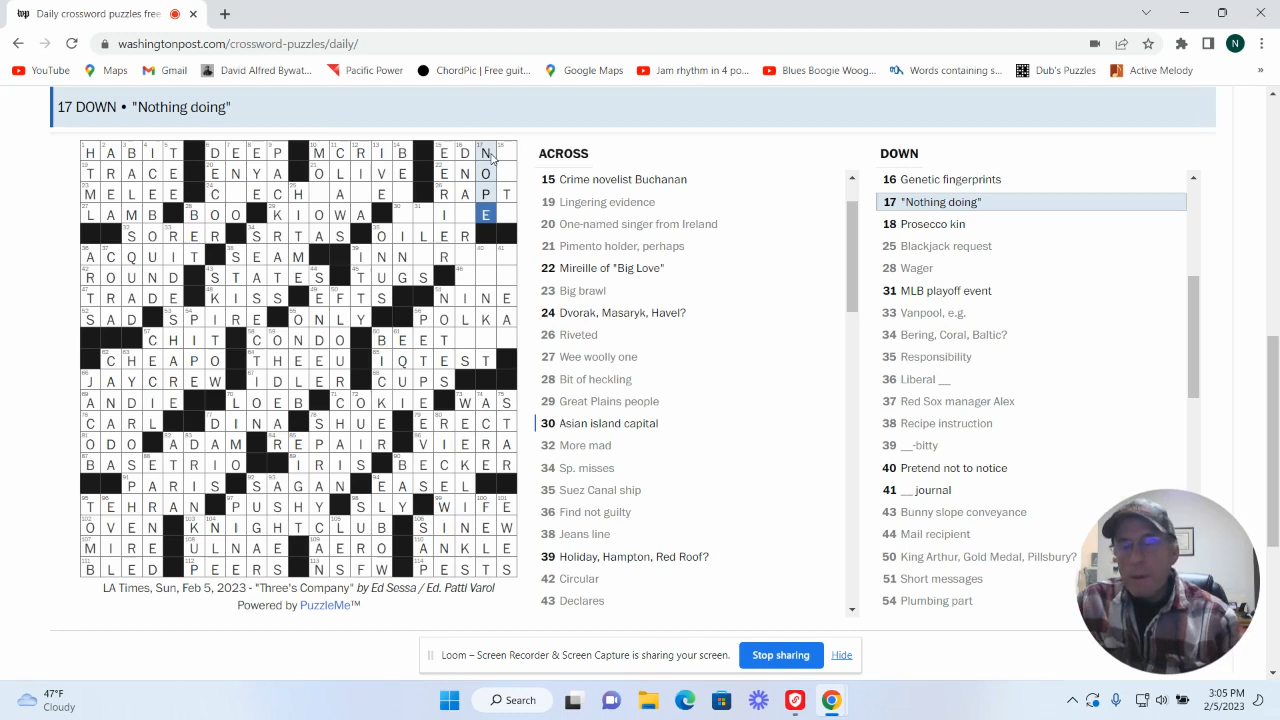 Daily crossword puzzles free
washingtonpost.com/crossword-puzzles/daily/
N
YouTube Maps Gmail David Alfred Bywat... Pacific Power ChordPic | Free guit... Google Maps Jam rhythm in 4 po... Blues Boogie Woog... Words containing s... Dub's Puzzles Active Melody »
17 DOWN • "Nothing doing"
H A B I T D E E P M C R I B E D N
T R A C E E N Y A O L I V E E N O
M E L E E C Z E C H A T E R A P T
L A M B B O O K I O W A I E
S O R E R S R T A S O I L E R
A C Q U I T S E A M I N N R
R O U N D S T A T E S T U G S
T R A D E K I S S E F T S N I N E
S A D S P I R E O N L Y P O L K A
C H I T O D O B E E T
C H E A P O T H E E U I Q T E S T
J A Y C R E W I D L E R C U P S
A N D I E L O E B C O K I E W A S
C A R L D I N A S H U E E R E C T
O D O A D A M R E P A I R V I E R A
B A S E T R I O I R I S B E C K E R
P A R I S S A G A N E A S E L
T E H R A N P U S H Y S L Y W I I
O V E N N I G H T C L U B S I N E W
M I R E U L N A E A E R O A N K L E
B L E D P E E R S N S F W P E S T S
LA Times, Sun, Feb 5, 2023 - "Three's Company" by Ed Sessa / Ed. Patti Varol
Powered by PuzzleMe™
ACROSS
15 Crime novelist Buchanan
19 Lingering evidence
20 One-named singer from Ireland
21 Pimento holder, perhaps
22 Mireille of "Big Love"
23 Big brawl
24 Dvorak, Masaryk, Havel?
26 Riveted
27 Wee woolly one
28 Bit of heckling
29 Great Plains people
30 Asian island capital
32 More mad
34 Sp. misses
35 Suez Canal ship
36 Find not guilty
38 Jeans line
39 Holiday, Hampton, Red Roof?
42 Circular
43 Declares
DOWN
16 Genetic fingerprints
17 "Nothing doing"
18 Prosecco kin
25 Blackjack request
28 Wager
31 MLB playoff event
33 Vanpool, e.g.
34 Bering, Coral, Baltic?
35 Responsibility
36 Liberal __
37 Red Sox manager Alex
38 Recipe instruction
39 __-bitty
40 Pretend not to notice
41 __ journal
43 Bunny slope conveyance
44 Mail recipient
50 King Arthur, Gold Medal, Pillsbury?
51 Short messages
54 Plumbing part
Loom – Screen Recorder & Screen Capture is sharing your screen. Stop sharing Hide
47°F
Cloudy
Search
3:05 PM
2/5/2023